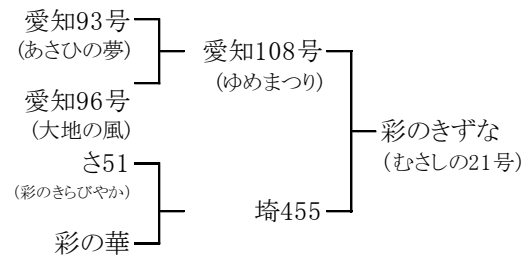 愛知93号
(あさひの夢)
愛知108号
(ゆめまつり)
愛知96号
(大地の風)
彩のきずな
(むさしの21号)
さ51
(彩のきらびやか)
埼455
彩の華